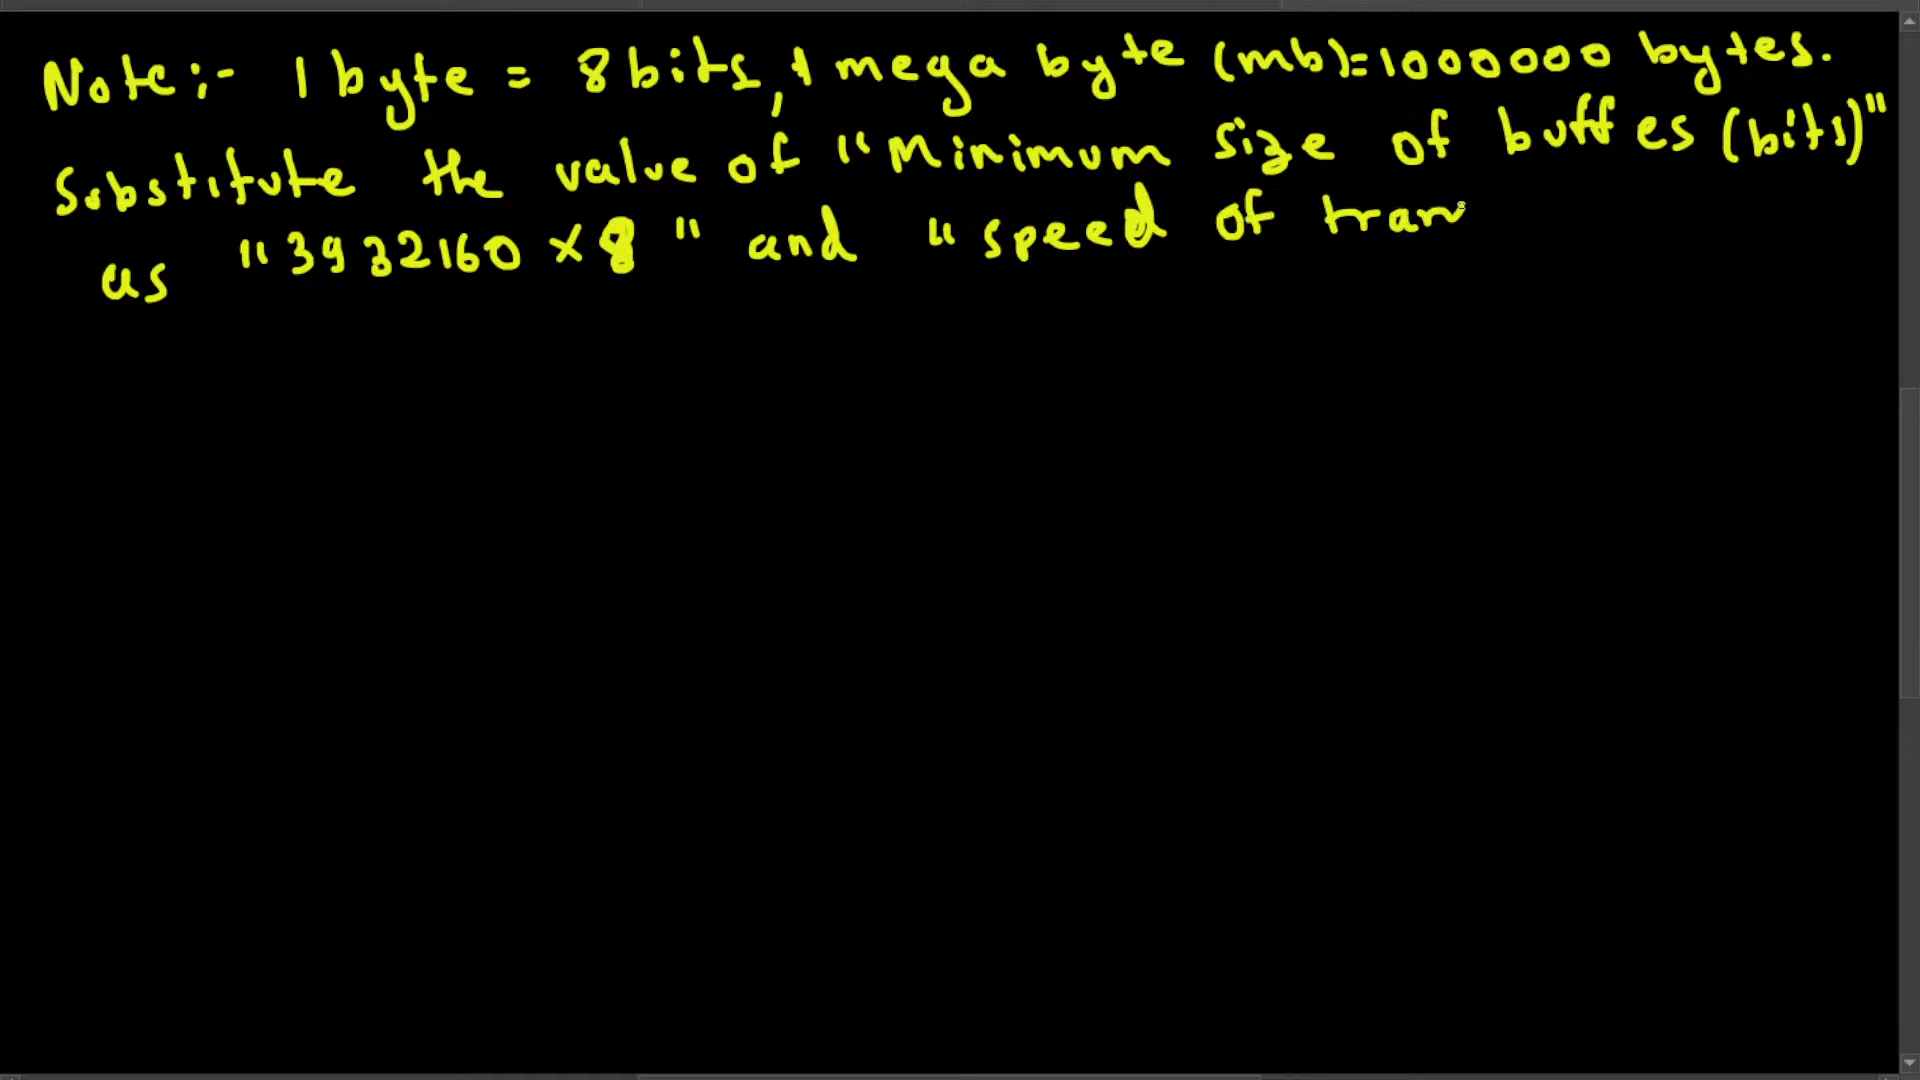 Note:- 1 byte = 8 bits, 1 mega byte (mb)=1000000 bytes.
Substitute the value of "Minimum size of buffes (bits)"
as "3932160 × 8" and "speed of tran